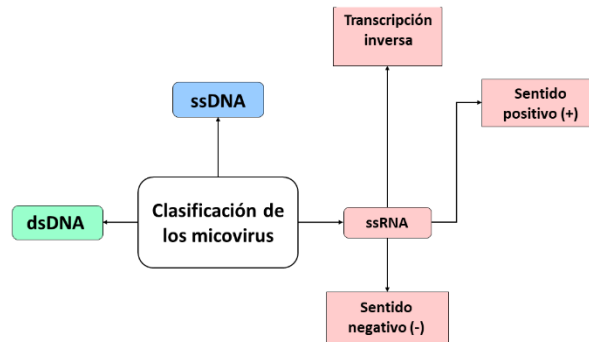 Transcripción
inversa
ssDNA
Sentido
positivo (+)
Clasificación de
los micovirus
dsDNA
ssRNA
Sentido
negativo (-)